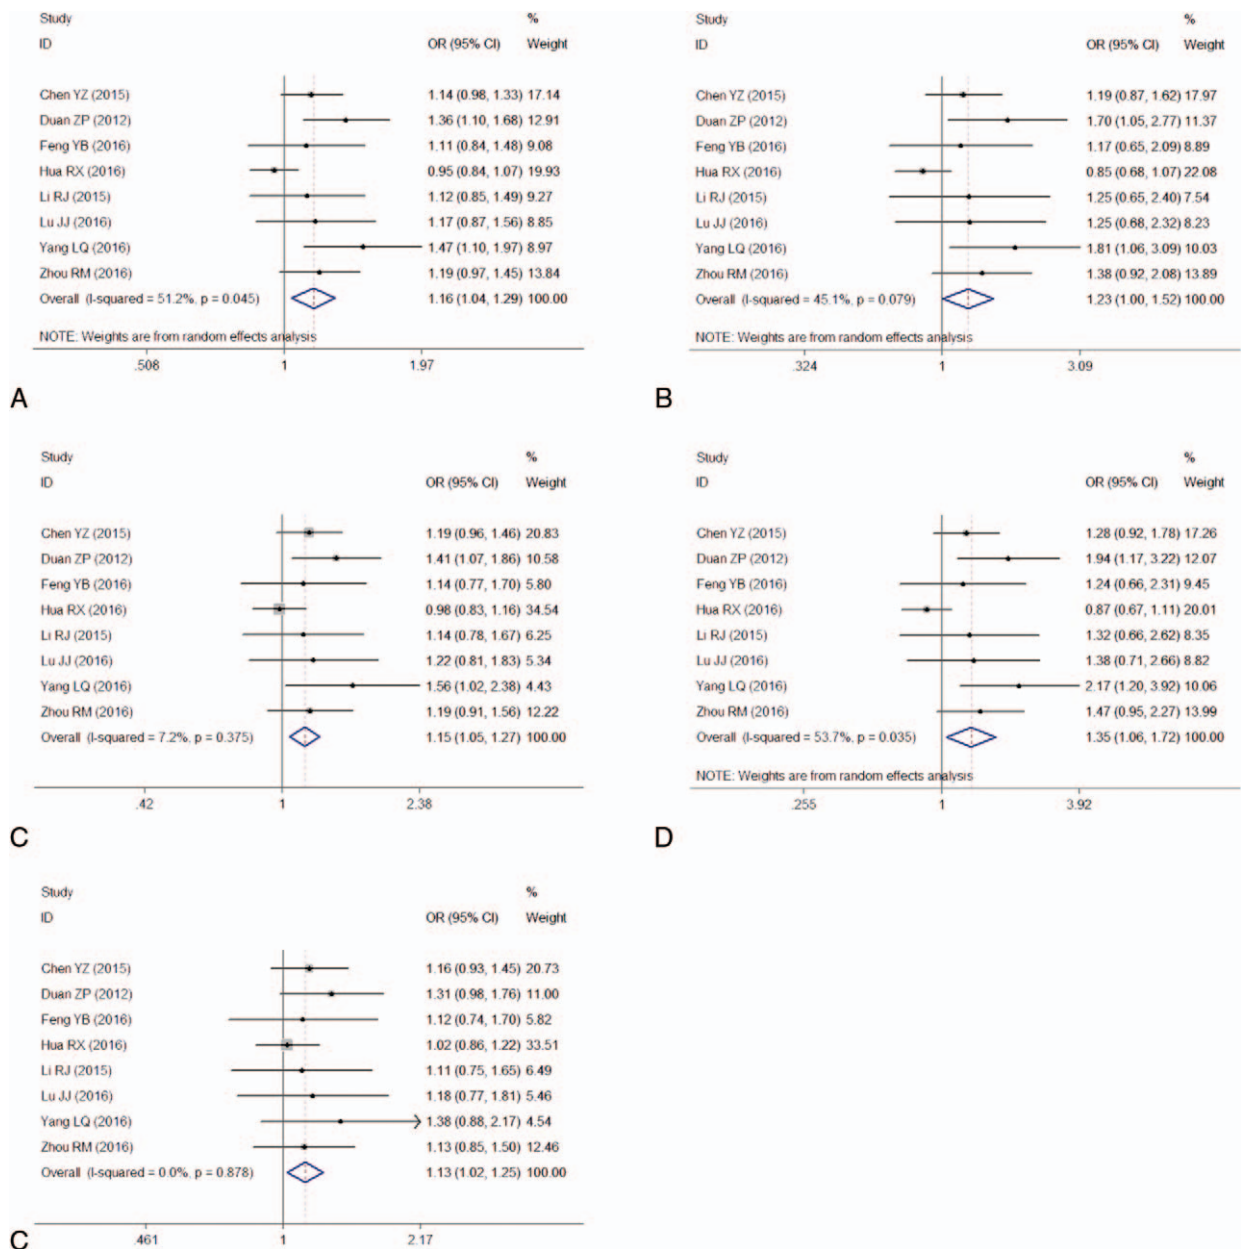 Study %
ID OR (95% CI) Weight
Chen YZ (2015) 1.14 (0.98, 1.33) 17.14
Duan ZP (2012) 1.36 (1.10, 1.68) 12.91
Feng YB (2016) 1.11 (0.84, 1.48) 9.08
Hua RX (2016) 0.95 (0.84, 1.07) 19.93
Li RJ (2015) 1.12 (0.85, 1.49) 9.27
Lu JJ (2016) 1.17 (0.87, 1.56) 8.85
Yang LQ (2016) 1.47 (1.10, 1.97) 8.97
Zhou RM (2016) 1.19 (0.97, 1.45) 13.84
Overall (I-squared = 51.2%, p = 0.045) 1.16 (1.04, 1.29) 100.00
NOTE: Weights are from random effects analysis
.508 1 1.97
A
Study %
ID OR (95% CI) Weight
Chen YZ (2015) 1.19 (0.87, 1.62) 17.97
Duan ZP (2012) 1.70 (1.05, 2.77) 11.37
Feng YB (2016) 1.17 (0.65, 2.09) 8.89
Hua RX (2016) 0.85 (0.68, 1.07) 22.08
Li RJ (2015) 1.25 (0.65, 2.40) 7.54
Lu JJ (2016) 1.25 (0.68, 2.32) 8.23
Yang LQ (2016) 1.81 (1.06, 3.09) 10.03
Zhou RM (2016) 1.38 (0.92, 2.08) 13.89
Overall (I-squared = 45.1%, p = 0.079) 1.23 (1.00, 1.52) 100.00
NOTE: Weights are from random effects analysis
.324 1 3.09
B
Study %
ID OR (95% CI) Weight
Chen YZ (2015) 1.19 (0.96, 1.46) 20.83
Duan ZP (2012) 1.41 (1.07, 1.86) 10.58
Feng YB (2016) 1.14 (0.77, 1.70) 5.80
Hua RX (2016) 0.98 (0.83, 1.16) 34.54
Li RJ (2015) 1.14 (0.78, 1.67) 6.25
Lu JJ (2016) 1.22 (0.81, 1.83) 5.34
Yang LQ (2016) 1.56 (1.02, 2.38) 4.43
Zhou RM (2016) 1.19 (0.91, 1.56) 12.22
Overall (I-squared = 7.2%, p = 0.375) 1.15 (1.05, 1.27) 100.00
.42 1 2.38
C
Study %
ID OR (95% CI) Weight
Chen YZ (2015) 1.28 (0.92, 1.78) 17.26
Duan ZP (2012) 1.94 (1.17, 3.22) 12.07
Feng YB (2016) 1.24 (0.66, 2.31) 9.45
Hua RX (2016) 0.87 (0.67, 1.11) 20.01
Li RJ (2015) 1.32 (0.66, 2.62) 8.35
Lu JJ (2016) 1.38 (0.71, 2.66) 8.82
Yang LQ (2016) 2.17 (1.20, 3.92) 10.06
Zhou RM (2016) 1.47 (0.95, 2.27) 13.99
Overall (I-squared = 53.7%, p = 0.035) 1.35 (1.06, 1.72) 100.00
NOTE: Weights are from random effects analysis
.255 1 3.92
D
Study %
ID OR (95% CI) Weight
Chen YZ (2015) 1.16 (0.93, 1.45) 20.73
Duan ZP (2012) 1.31 (0.98, 1.76) 11.00
Feng YB (2016) 1.12 (0.74, 1.70) 5.82
Hua RX (2016) 1.02 (0.86, 1.22) 33.51
Li RJ (2015) 1.11 (0.75, 1.65) 6.49
Lu JJ (2016) 1.18 (0.77, 1.81) 5.46
Yang LQ (2016) 1.38 (0.88, 2.17) 4.54
Zhou RM (2016) 1.13 (0.85, 1.50) 12.46
Overall (I-squared = 0.0%, p = 0.878) 1.13 (1.02, 1.25) 100.00
.461 1 2.17
C